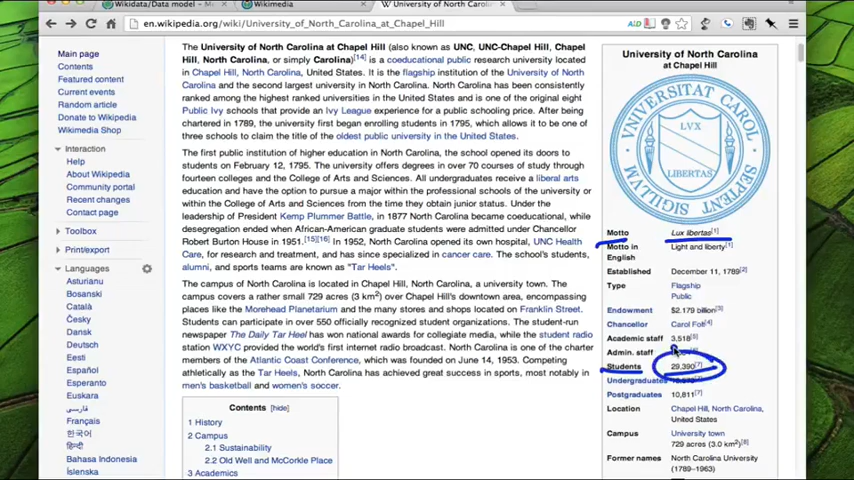 Wikidata/Data model - M
Wikimedia
University of North Carolina
en.wikipedia.org/wiki/University_of_North_Carolina_at_Chapel_Hill
Main page
Contents
Featured content
Current events
Random article
Donate to Wikipedia
Wikimedia Shop
Interaction
Help
About Wikipedia
Community portal
Recent changes
Contact page
Toolbox
Print/export
Languages
Asturianu
Bosanski
Català
Česky
Dansk
Deutsch
Eesti
Español
Esperanto
فارسی
Français
한국어
हिन्दी
Bahasa Indonesia
Íslenska
The University of North Carolina at Chapel Hill (also known as UNC, UNC-Chapel Hill, Chapel
Hill, North Carolina, or simply Carolina)[14] is a coeducational public research university located
in Chapel Hill, North Carolina, United States. It is the flagship institution of the University of North
Carolina and the second largest university in North Carolina. North Carolina has been consistently
ranked among the highest ranked universities in the United States and is one of the original eight
Public Ivy schools that provide an Ivy League experience for a public schooling price. After being
chartered in 1789, the university first began enrolling students in 1795, which allows it to be one of
three schools to claim the title of the oldest public university in the United States.
The first public institution of higher education in North Carolina, the school opened its doors to
students on February 12, 1795. The university offers degrees in over 70 courses of study through
fourteen colleges and the College of Arts and Sciences. All undergraduates receive a liberal arts
education and have the option to pursue a major within the professional schools of the university or
within the College of Arts and Sciences from the time they obtain junior status. Under the
leadership of President Kemp Plummer Battle, in 1877 North Carolina became coeducational, while
desegregation ended when African-American graduate students were admitted under Chancellor
Robert Burton House in 1951.[15][16] In 1952, North Carolina opened its own hospital, UNC Health
Care, for research and treatment, and has since specialized in cancer care. The school's students,
alumni, and sports teams are known as "Tar Heels".
The campus of North Carolina is located in Chapel Hill, North Carolina, a university town. The
campus covers a rather small 729 acres (3 km²) over Chapel Hill's downtown area, encompassing
places like the Morehead Planetarium and the many stores and shops located on Franklin Street.
Students can participate in over 550 officially recognized student organizations. The student-run
newspaper The Daily Tar Heel has won national awards for collegiate media, while the student radio
station WXYC provided the world's first internet radio broadcast. North Carolina is one of the charter
members of the Atlantic Coast Conference, which was founded on June 14, 1953. Competing
athletically as the Tar Heels, North Carolina has achieved great success in sports, most notably in
men's basketball and women's soccer.
Contents [hide]
1 History
2 Campus
2.1 Sustainability
2.2 Old Well and McCorkle Place
3 Academics
University of North Carolina
at Chapel Hill
UNIVERSITAT CAROL
SEPTENT SIGILLVM
LVX
LIBERTAS
Motto Lux libertas[1]
Motto in English Light and liberty[1]
Established December 11, 1789[2]
Type Flagship
Public
Endowment $2.179 billion[3]
Chancellor Carol Folt[4]
Academic staff 3,518[5]
Admin. staff
Students 29,390[7]
Undergraduates
Postgraduates 10,811[7]
Location Chapel Hill, North Carolina,
United States
Campus University town
729 acres (3.0 km²)[8]
Former names North Carolina University
(1789–1963)